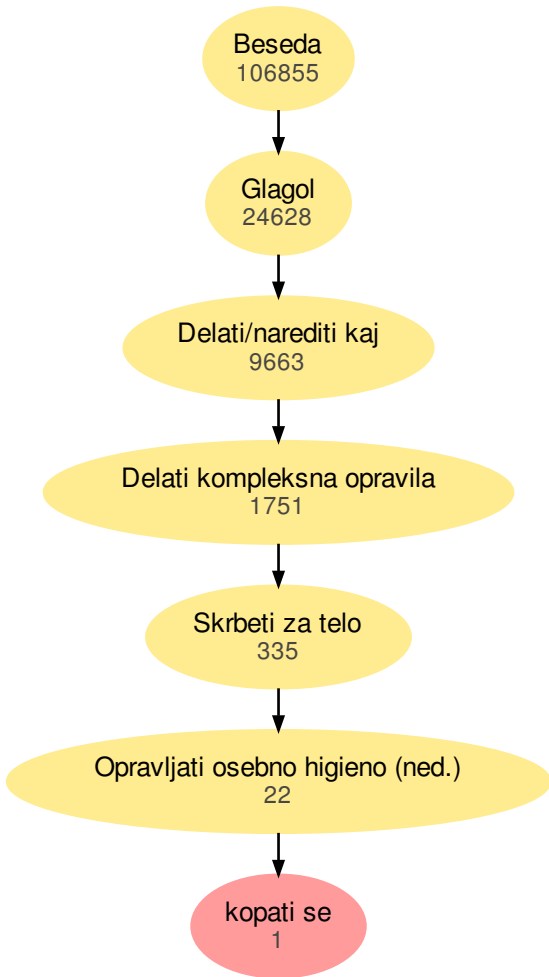 Beseda
106855
Glagol
24628
Delati/narediti kaj
9663
Delati kompleksna opravila
1751
Skrbeti za telo
335
Opravljati osebno higieno (ned.)
22
kopati se
1